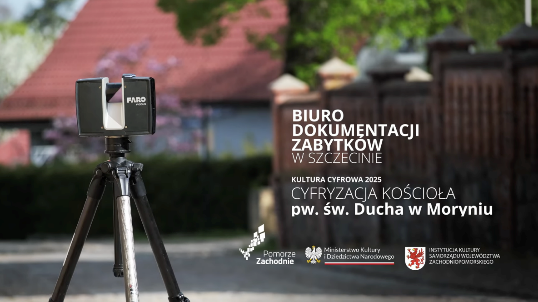 FARO
BIURO
DOKUMENTACJI
ZABYTKÓW
W SZCZECINIE
KULTURA CYFROWA 2025
CYFRYZACJA KOŚCIOŁA
pw. św. Ducha w Moryniu
Pomorze
Zachodnie
Ministerstwo Kultury
i Dziedzictwa Narodowego
INSTYTUCJA KULTURY
SAMORZĄDU WOJEWÓDZTWA
ZACHODNIOPOMORSKIEGO